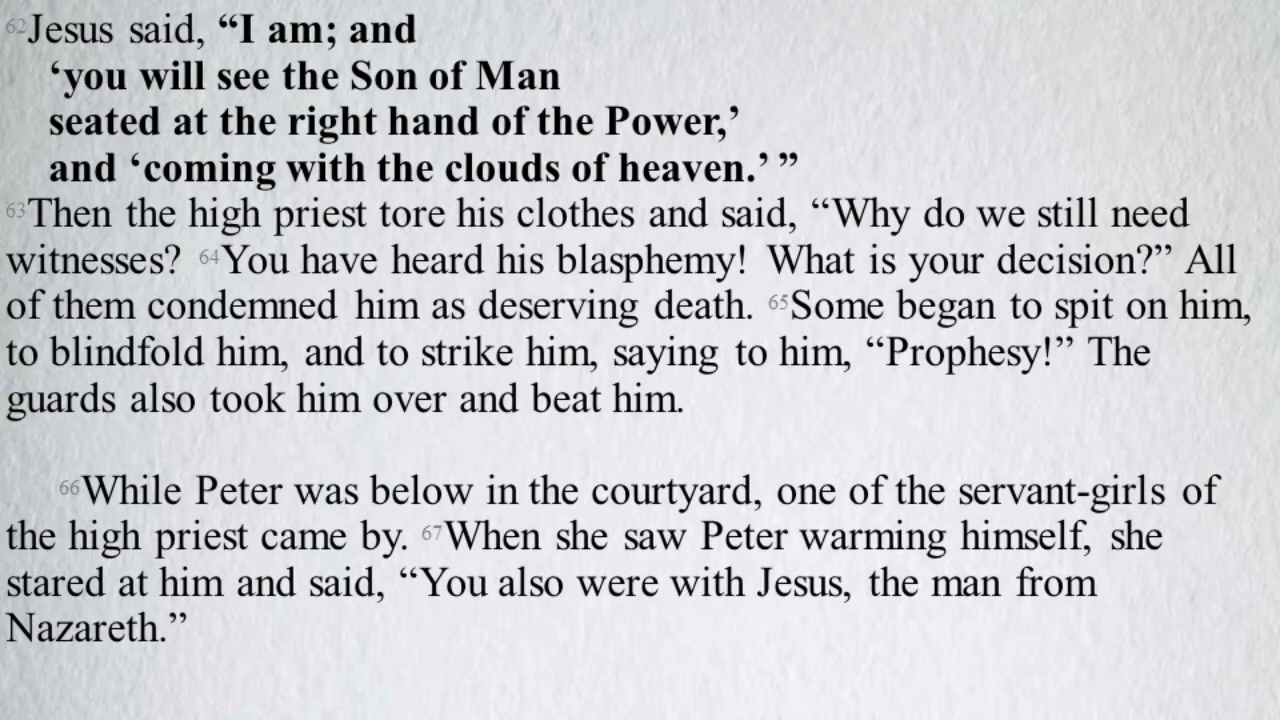 62Jesus said, “I am; and
‘you will see the Son of Man
seated at the right hand of the Power,’
and ‘coming with the clouds of heaven.’ ”
63Then the high priest tore his clothes and said, “Why do we still need
witnesses? 64You have heard his blasphemy! What is your decision?” All
of them condemned him as deserving death. 65Some began to spit on him,
to blindfold him, and to strike him, saying to him, “Prophesy!” The
guards also took him over and beat him.
66While Peter was below in the courtyard, one of the servant-girls of
the high priest came by. 67When she saw Peter warming himself, she
stared at him and said, “You also were with Jesus, the man from
Nazareth.”